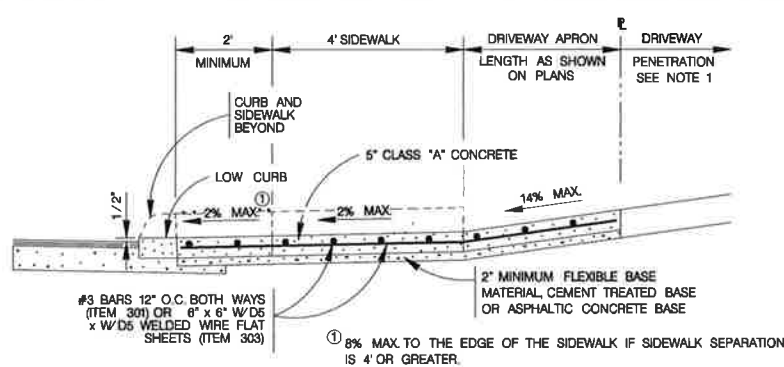 2'
MINIMUM
4' SIDEWALK
DRIVEWAY APRON
LENGTH AS SHOWN
ON PLANS
PL
DRIVEWAY
PENETRATION
SEE NOTE 1
CURB AND
SIDEWALK
BEYOND
LOW CURB
5" CLASS "A" CONCRETE
1/2"
2% MAX. ①
2% MAX.
14% MAX.
#3 BARS 12" O.C. BOTH WAYS
(ITEM 301) OR 6" x 6" W/D5
x W/D5 WELDED WIRE FLAT
SHEETS (ITEM 303)
2" MINIMUM FLEXIBLE BASE
MATERIAL, CEMENT TREATED BASE
OR ASPHALTIC CONCRETE BASE
① 8% MAX. TO THE EDGE OF THE SIDEWALK IF SIDEWALK SEPARATION
IS 4' OR GREATER.